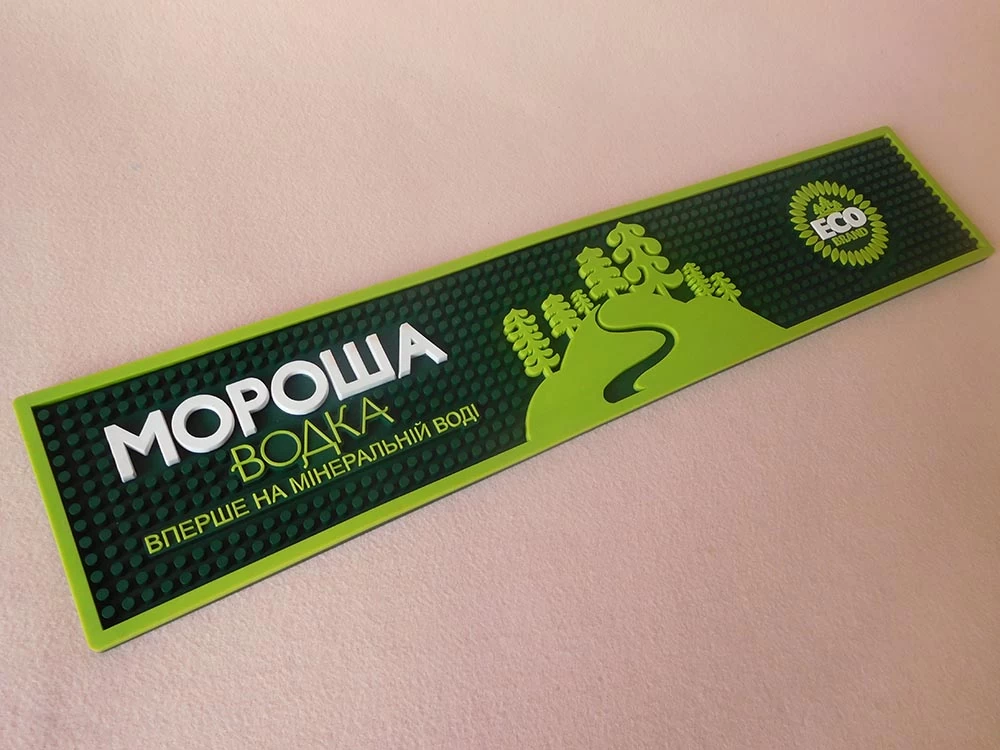 МОРОША
ВОДКА
ВПЕРШЕ НА МІНЕРАЛЬНІЙ ВОДІ
ECO
BRAND